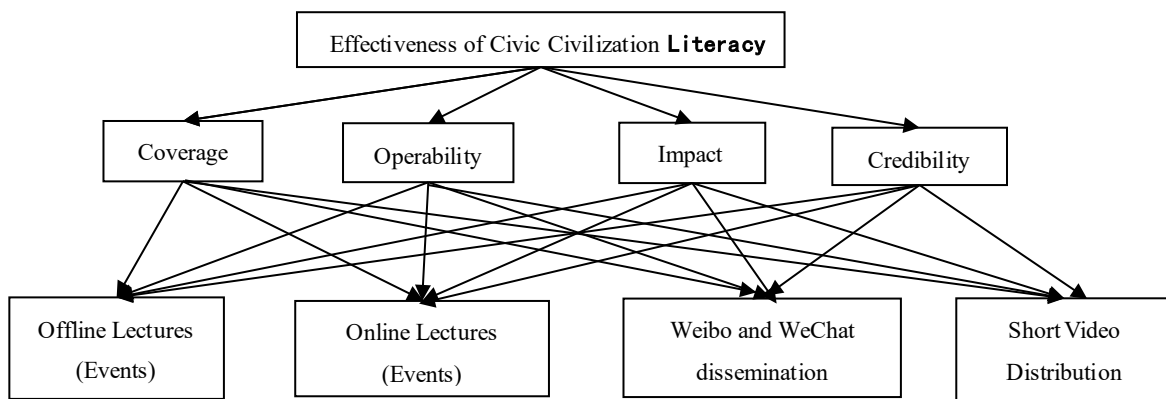 Effectiveness of Civic Civilization Literacy
Coverage
Operability
Impact
Credibility
Offline Lectures
(Events)
Online Lectures
(Events)
Weibo and WeChat
dissemination
Short Video
Distribution